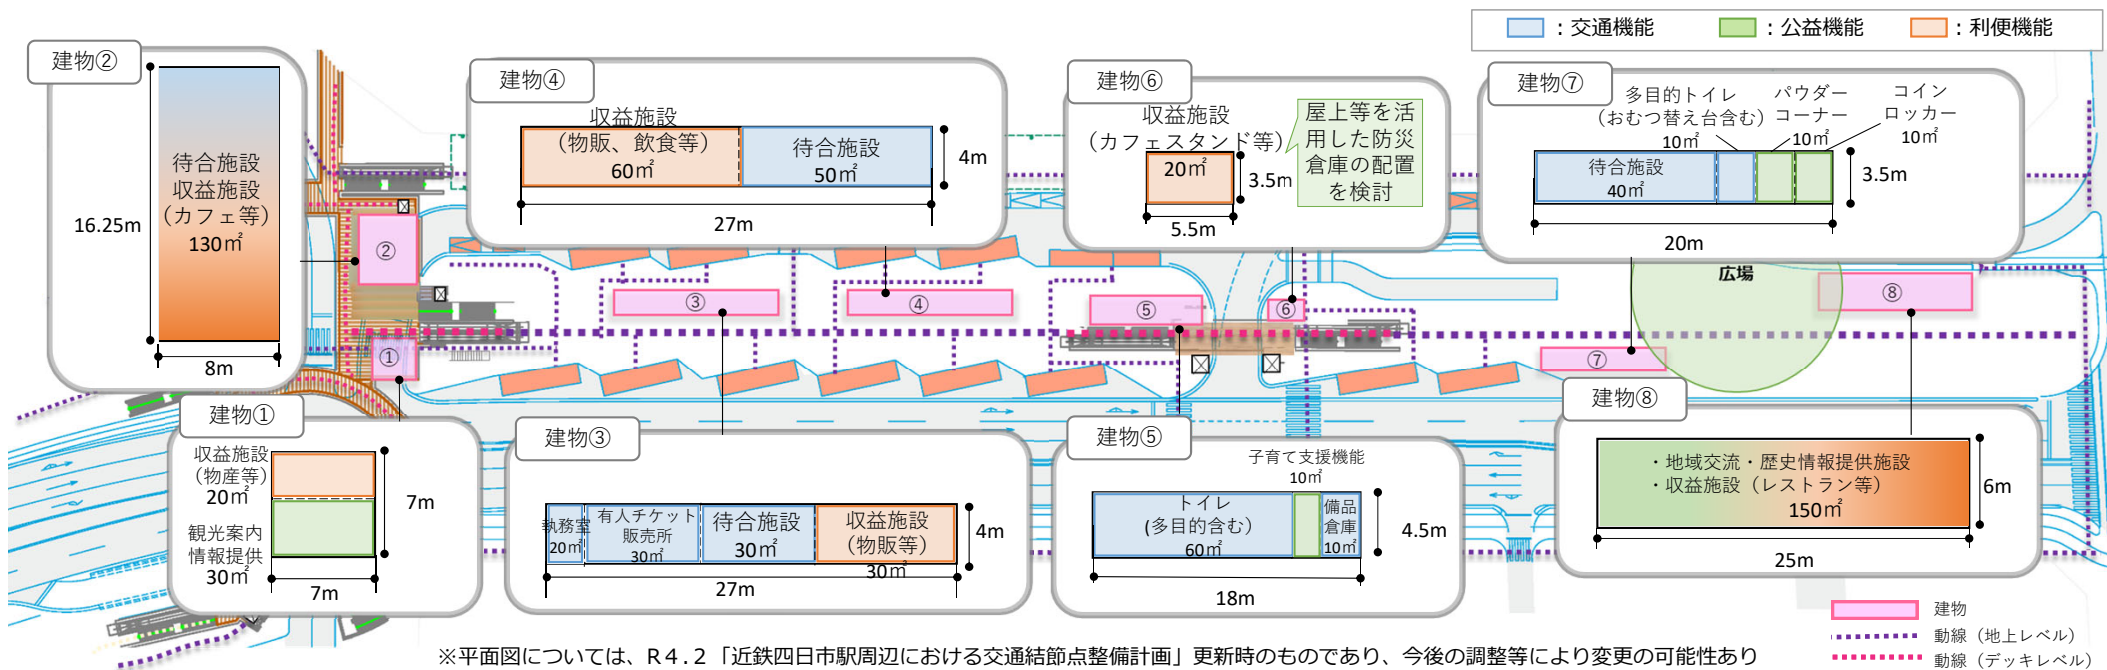 ：交通機能
：公益機能
：利便機能
建物②
待合施設
収益施設
（カフェ等）
130㎡
16.25m
8m
建物④
収益施設
（物販、飲食等）
60㎡
待合施設
50㎡
4m
27m
建物⑥
収益施設
（カフェスタンド等）
20㎡
3.5m
5.5m
屋上等を活
用した防災
倉庫の配置
を検討
建物⑦
多目的トイレ
（おむつ替え台含む）
10㎡
パウダー
コーナー
10㎡
コイン
ロッカー
10㎡
待合施設
40㎡
3.5m
20m
②
③
④
⑤
⑥
広場
⑧
①
⑦
建物①
収益施設
（物産等）
20㎡
観光案内
情報提供
30㎡
7m
7m
建物③
執務室
20㎡
有人チケット
販売所
30㎡
待合施設
30㎡
収益施設
（物販等）
30㎡
4m
27m
建物⑤
子育て支援機能
10㎡
トイレ
(多目的含む)
60㎡
備品
倉庫
10㎡
4.5m
18m
建物⑧
・地域交流・歴史情報提供施設
・収益施設（レストラン等）
150㎡
6m
25m
建物
動線（地上レベル）
動線（デッキレベル）
※平面図については、R４.２「近鉄四日市駅周辺における交通結節点整備計画」更新時のものであり、今後の調整等により変更の可能性あり